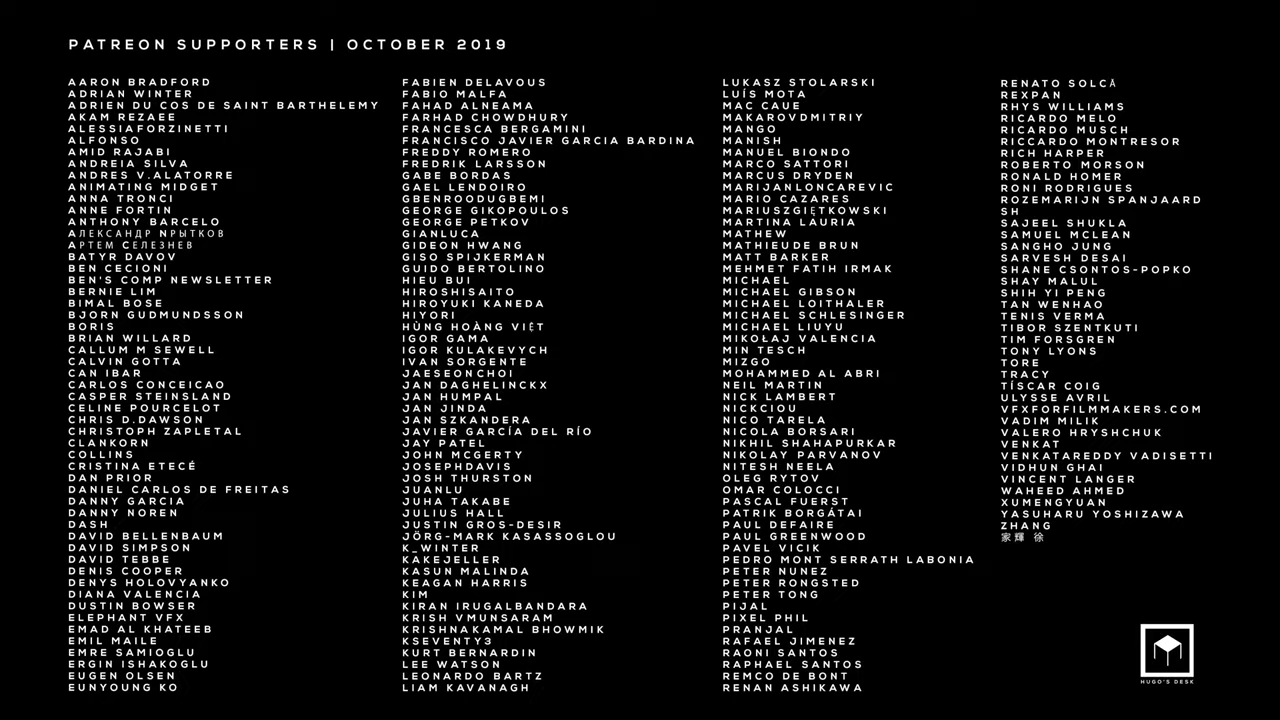 PATREON SUPPORTERS | OCTOBER 2019
AARON BRADFORD
ADRIAN WINTER
ADRIEN DU COS DE SAINT BARTHELEMY
AKAM REZAEE
ALESSIAFORZINETTI
ALFONSO
AMID RAJABI
ANDREIA SILVA
ANDRES V.ALATORRE
ANIMATING MIDGET
ANNA TRONCI
ANNE FORTIN
ANTHONY BARCELO
АЛЕКСАНДР NРЫТКОВ
АРТЕМ СЕЛЕЗНЕВ
BATYR DAVOV
BEN CECIONI
BEN'S COMP NEWSLETTER
BERNIE LIM
BIMAL BOSE
BJORN GUDMUNDSSON
BORIS
BRIAN WILLARD
CALLUM M SEWELL
CALVIN GOTTA
CAN IBAR
CARLOS CONCEICAO
CASPER STEINSLAND
CELINE POURCELOT
CHRIS D.DAWSON
CHRISTOPH ZAPLETAL
CLANKORN
COLLINS
CRISTINA ETECÉ
DAN PRIOR
DANIEL CARLOS DE FREITAS
DANNY GARCIA
DANNY NOREN
DASH
DAVID BELLENBAUM
DAVID SIMPSON
DAVID TEBBE
DENIS COOPER
DENYS HOLOVYANKO
DIANA VALENCIA
DUSTIN BOWSER
ELEPHANT VFX
EMAD AL KHATEEB
EMIL MAILE
EMRE SAMIOGLU
ERGIN ISHAKOGLU
EUGEN OLSEN
EUNYOUNG KO
FABIEN DELAVOUS
FABIO MALFA
FAHAD ALNEAMA
FARHAD CHOWDHURY
FRANCESCA BERGAMINI
FRANCISCO JAVIER GARCIA BARDINA
FREDDY ROMERO
FREDRIK LARSSON
GABE BORDAS
GAEL LENDOIRO
GBENROODUGBEMI
GEORGE GIKOPOULOS
GEORGE PETKOV
GIANLUCA
GIDEON HWANG
GISO SPIJKERMAN
GUIDO BERTOLINO
HIEU BUI
HIROSHISAITO
HIROYUKI KANEDA
HIYORI
HÙNG HOÀNG VIỆT
IGOR GAMA
IGOR KULAKEVYCH
IVAN SORGENTE
JAESEONCHOI
JAN DAGHELINCKX
JAN HUMPAL
JAN JINDA
JAN SZKANDERA
JAVIER GARCÍA DEL RÍO
JAY PATEL
JOHN MCGERTY
JOSEPHDAVIS
JOSH THURSTON
JUANLU
JUHA TAKABE
JULIUS HALL
JUSTIN GROS-DESIR
JÖRG-MARK KASASSOGLOU
K_WINTER
KAKEJELLER
KASUN MALINDA
KEAGAN HARRIS
KIM
KIRAN IRUGALBANDARA
KRISH VMUNSARAM
KRISHNAKAMAL BHOWMIK
KSEVENTY3
KURT BERNARDIN
LEE WATSON
LEONARDO BARTZ
LIAM KAVANAGH
LUKASZ STOLARSKI
LUÍS MOTA
MAC CAUE
MAKAROVDMITRIY
MANGO
MANISH
MANUEL BIONDO
MARCO SATTORI
MARCUS DRYDEN
MARIJANLONCAREVIC
MARIO CAZARES
MARIUSZGIĘTKOWSKI
MARTINA LAURIA
MATHEW
MATHIEUDE BRUN
MATT BARKER
MEHMET FATIH IRMAK
MICHAEL
MICHAEL GIBSON
MICHAEL LOITHALER
MICHAEL SCHLESINGER
MICHAEL LIUYU
MIKOŁAJ VALENCIA
MIN TESCH
MIZGO
MOHAMMED AL ABRI
NEIL MARTIN
NICK LAMBERT
NICKCIOU
NICO TARELA
NICOLA BORSARI
NIKHIL SHAHAPURKAR
NIKOLAY PARVANOV
NITESH NEELA
OLEG RYTOV
OMAR COLOCCI
PASCAL FUERST
PATRIK BORGÁTAI
PAUL DEFAIRE
PAUL GREENWOOD
PAVEL VICIK
PEDRO MONT SERRATH LABONIA
PETER NUNEZ
PETER RONGSTED
PETER TONG
PIJAL
PIXEL PHIL
PRANJAL
RAFAEL JIMENEZ
RAONI SANTOS
RAPHAEL SANTOS
REMCO DE BONT
RENAN ASHIKAWA
RENATO SOLCÀ
REXPAN
RHYS WILLIAMS
RICARDO MELO
RICARDO MUSCH
RICCARDO MONTRESOR
RICH HARPER
ROBERTO MORSON
RONALD HOMER
RONI RODRIGUES
ROZEMARIJN SPANJAARD
SH
SAJEEL SHUKLA
SAMUEL MCLEAN
SANGHO JUNG
SARVESH DESAI
SHANE CSONTOS-POPKO
SHAY MALUL
SHIH YI PENG
TAN WENHAO
TENIS VERMA
TIBOR SZENTKUTI
TIM FORSGREN
TONY LYONS
TORE
TRACY
TÍSCAR COIG
ULYSSE AVRIL
VFXFORFILMMAKERS.COM
VADIM MILIK
VALERO HRYSHCHUK
VENKAT
VENKATAREDDY VADISETTI
VIDHUN GHAI
VINCENT LANGER
WAHEED AHMED
XUMENGYUAN
YASUHARU YOSHIZAWA
ZHANG
家輝 徐
HUGO'S DESK